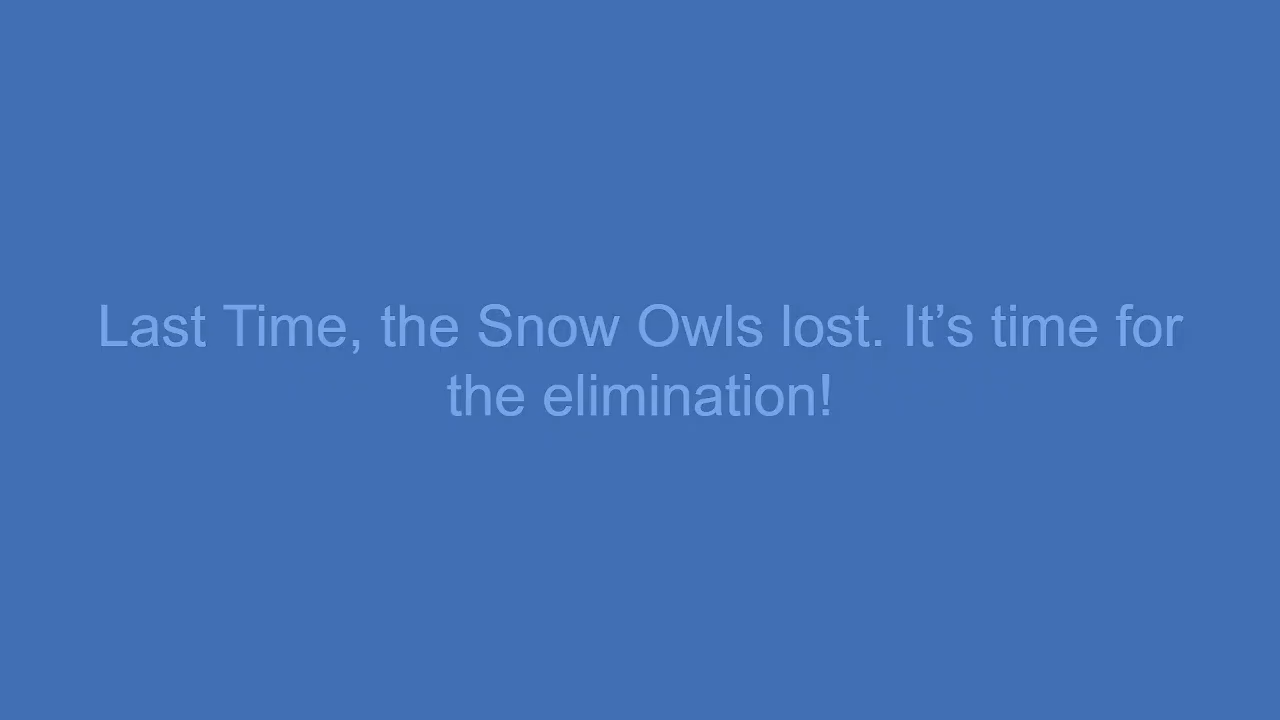 Last Time, the Snow Owls lost. It’s time for
the elimination!